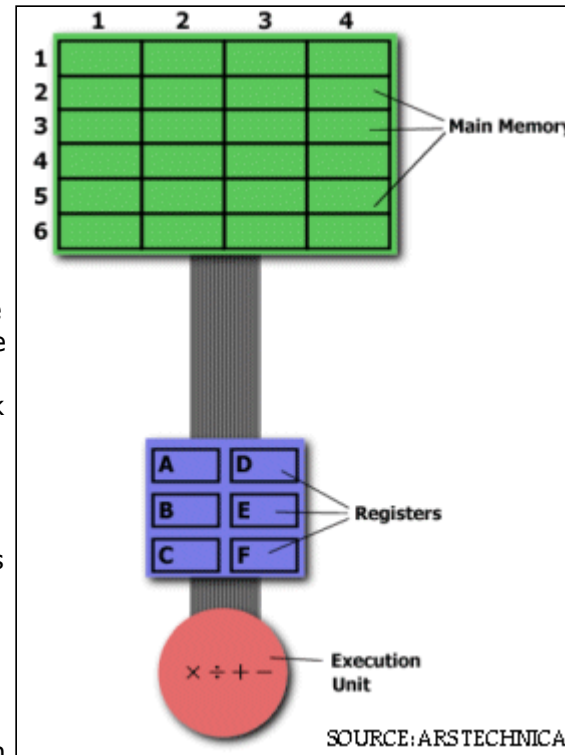 1 2 3 4
1
2
3
4
5
6
Main Memory
A D
B E
C F
Registers
× ÷ + −
Execution
Unit
SOURCE:ARSTECHNICA